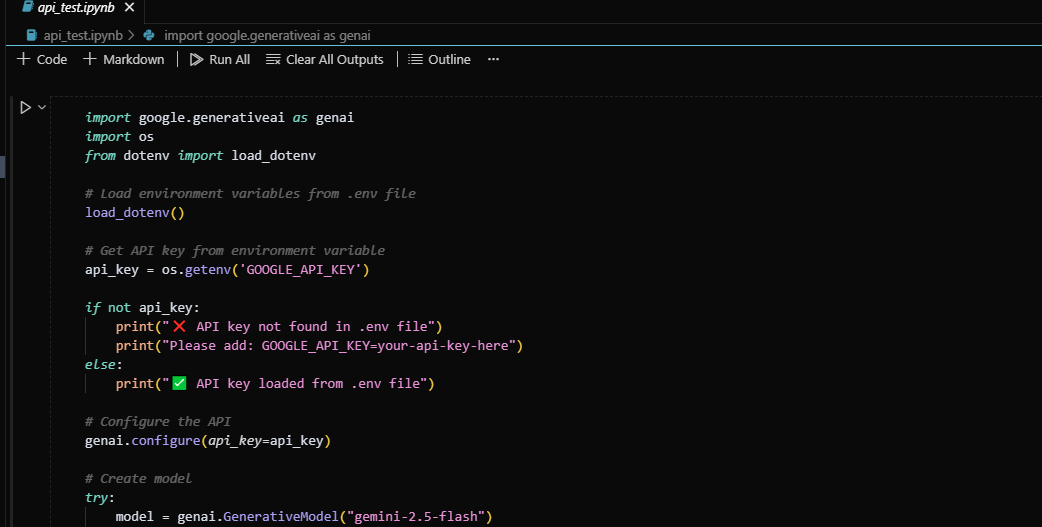 api_test.ipynb ×
api_test.ipynb > import google.generativeai as genai
+ Code + Markdown | Run All Clear All Outputs | Outline ...
import google.generativeai as genai
import os
from dotenv import load_dotenv
# Load environment variables from .env file
load_dotenv()
# Get API key from environment variable
api_key = os.getenv('GOOGLE_API_KEY')
if not api_key:
print("❌ API key not found in .env file")
print("Please add: GOOGLE_API_KEY=your-api-key-here")
else:
print("✅ API key loaded from .env file")
# Configure the API
genai.configure(api_key=api_key)
# Create model
try:
model = genai.GenerativeModel("gemini-2.5-flash")